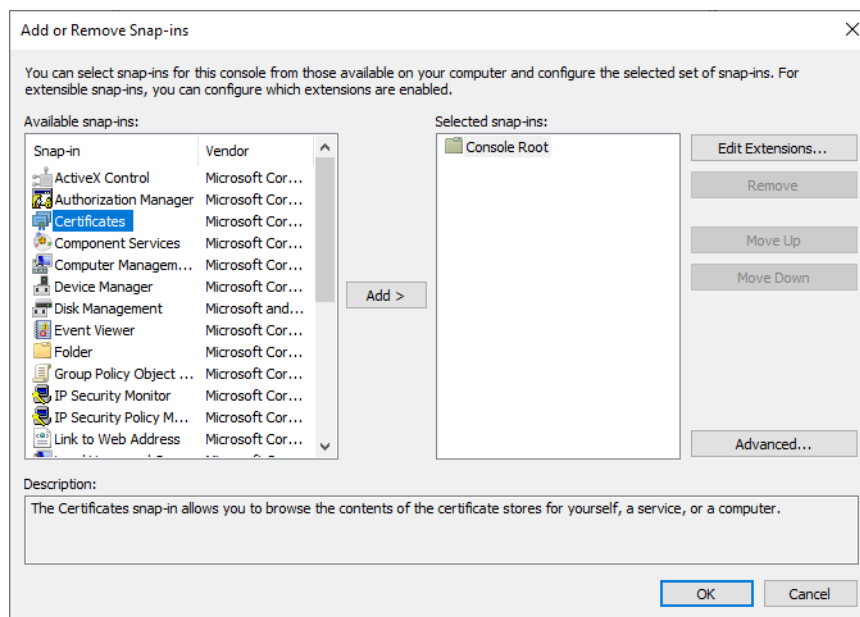 Add or Remove Snap-ins
You can select snap-ins for this console from those available on your computer and configure the selected set of snap-ins. For
extensible snap-ins, you can configure which extensions are enabled.
Available snap-ins:
Snap-in Vendor
ActiveX Control Microsoft Cor...
Authorization Manager Microsoft Cor...
Certificates Microsoft Cor...
Component Services Microsoft Cor...
Computer Managem... Microsoft Cor...
Device Manager Microsoft Cor...
Disk Management Microsoft and...
Event Viewer Microsoft Cor...
Folder Microsoft Cor...
Group Policy Object ... Microsoft Cor...
IP Security Monitor Microsoft Cor...
IP Security Policy M... Microsoft Cor...
Link to Web Address Microsoft Cor...
Add >
Selected snap-ins:
Console Root
Edit Extensions...
Remove
Move Up
Move Down
Advanced...
Description:
The Certificates snap-in allows you to browse the contents of the certificate stores for yourself, a service, or a computer.
OK Cancel